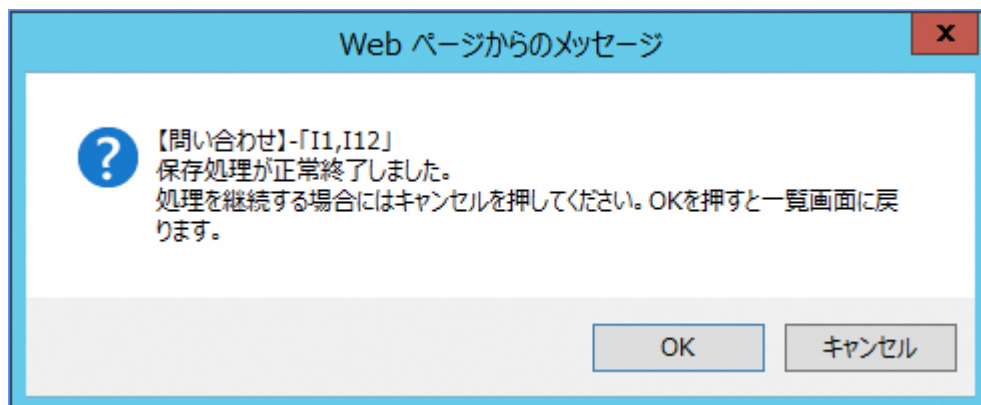 Web ページからのメッセージ
x
?
【問い合わせ】-「I1,I12」
保存処理が正常終了しました。
処理を継続する場合にはキャンセルを押してください。OKを押すと一覧画面に戻
ります。
OK
キャンセル